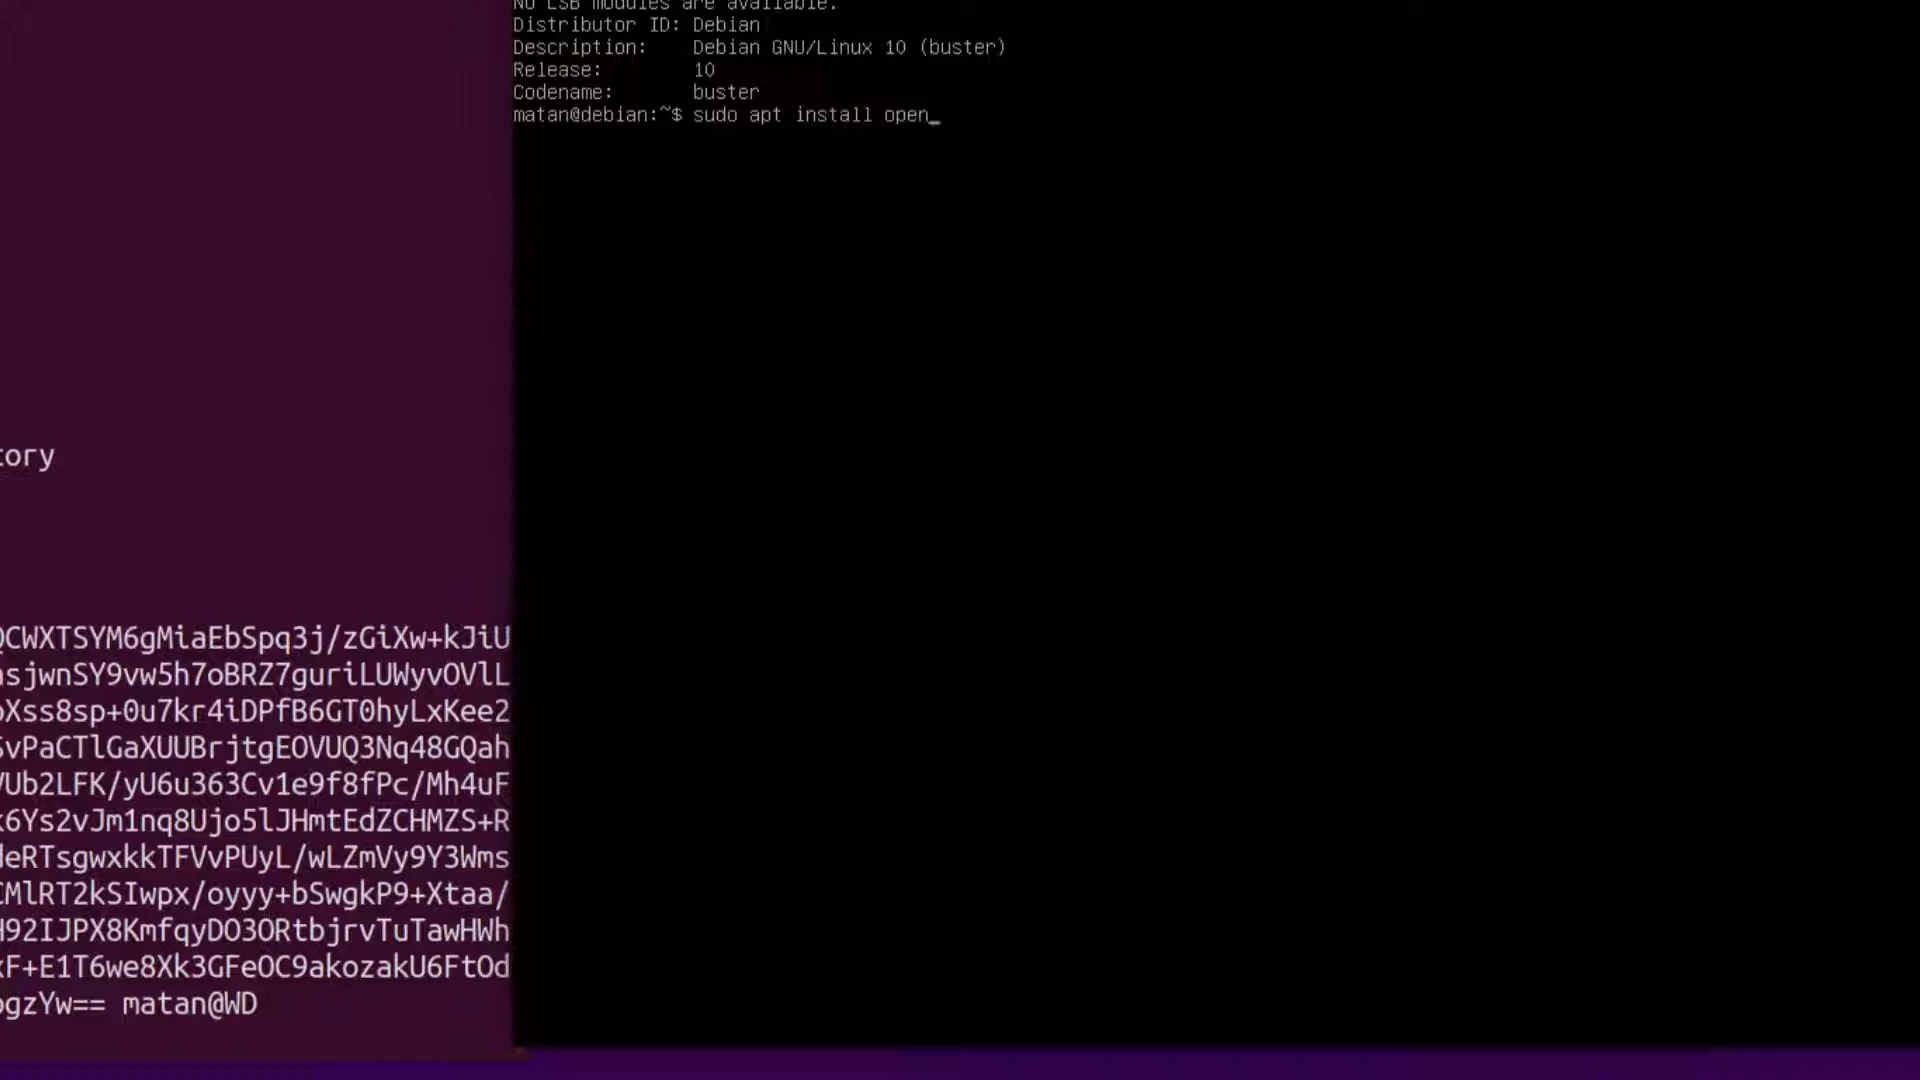 No LSB modules are available.
Distributor ID: Debian
Description: Debian GNU/Linux 10 (buster)
Release: 10
Codename: buster
matan@debian:~$ sudo apt install open_
tory
QCWXTSYM6gMiaEbSpq3j/zGiXw+kJiU
sjwnSY9vw5h7oBRZ7guriLUWyvOVlL
Xss8sp+0u7kr4iDPfB6GT0hyLxKee2
vPaCTlGaXUUBrjtgEOVUQ3Nq48GQah
Ub2LFK/yU6u363Cv1e9f8fPc/Mh4uF
6Ys2vJm1nq8Ujo5lJHmtEdZCHMZS+R
eRTsgwxkkTFVvPUyL/wLZmVy9Y3Wms
MlRT2kSIwpx/oyyy+bSwgkP9+Xtaa/
92IJPX8KmfqyDO3ORtbjrvTuTawHWh
F+E1T6we8Xk3GFeOC9akozakU6FtOd
gzYw== matan@WD